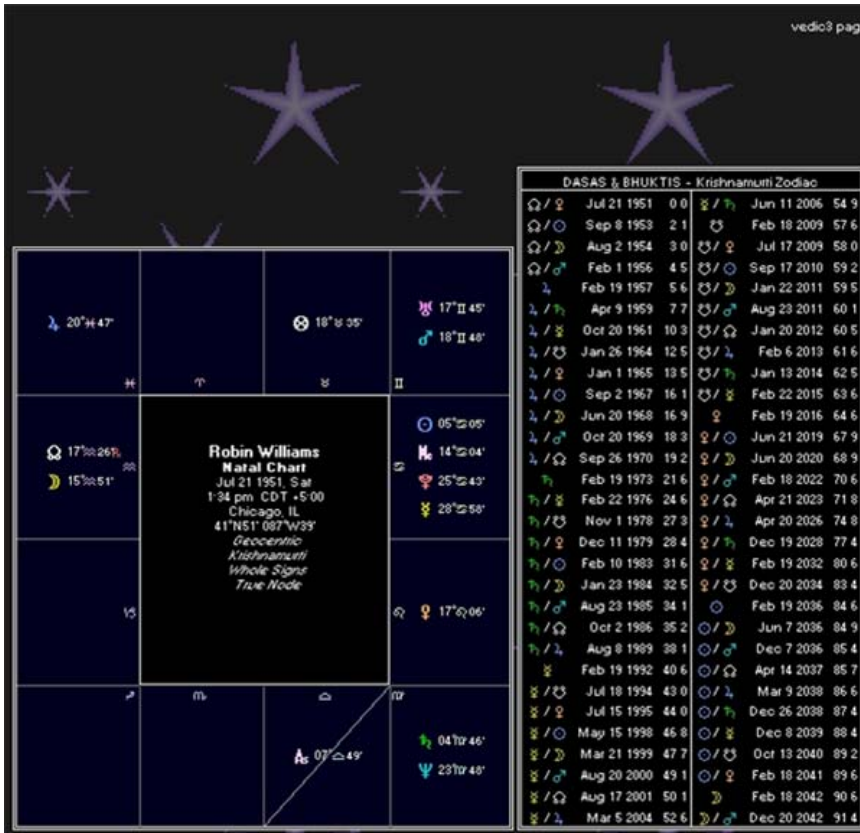 vedic3 pag
DASAS & BHUKTIS - Krishnamurti Zodiac
☊/♀ Jul 21 1951 0.0 ☿/♄ Jun 11 2006 54.9
☊/☉ Sep 8 1953 2.1 ☋ Feb 18 2009 57.6
☊/☽ Aug 2 1954 3.0 ☋/♀ Jul 17 2009 58.0
☊/♂ Feb 1 1956 4.5 ☋/☉ Sep 17 2010 59.2
♃ Feb 19 1957 5.6 ☋/☽ Jan 22 2011 59.5
♃/♄ Apr 9 1959 7.7 ☋/♂ Aug 23 2011 60.1
♃/☿ Oct 20 1961 10.3 ☋/☊ Jan 20 2012 60.5
♃/☋ Jan 26 1964 12.5 ☋/♃ Feb 6 2013 61.6
♃/♀ Jan 1 1965 13.5 ☋/♄ Jan 13 2014 62.5
♃/☉ Sep 2 1967 16.1 ☋/☿ Feb 22 2015 63.6
♃/☽ Jun 20 1968 16.9 ♀ Feb 19 2016 64.6
♃/♂ Oct 20 1969 18.3 ♀/☉ Jun 21 2019 67.9
♃/☊ Sep 26 1970 19.2 ♀/☽ Jun 20 2020 68.9
♄ Feb 19 1973 21.6 ♀/♂ Feb 18 2022 70.6
♄/☿ Feb 22 1976 24.6 ♀/☊ Apr 21 2023 71.8
♄/☋ Nov 1 1978 27.3 ♀/♃ Apr 20 2026 74.8
♄/♀ Dec 11 1979 28.4 ♀/♄ Dec 19 2028 77.4
♄/☉ Feb 10 1983 31.6 ♀/☿ Feb 19 2032 80.6
♄/☽ Jan 23 1984 32.5 ♀/☋ Dec 20 2034 83.4
♄/♂ Aug 23 1985 34.1 ☉ Feb 19 2036 84.6
♄/☊ Oct 2 1986 35.2 ☉/☽ Jun 7 2036 84.9
♄/♃ Aug 8 1989 38.1 ☉/♂ Dec 7 2036 85.4
☿ Feb 19 1992 40.6 ☉/☊ Apr 14 2037 85.7
☿/☋ Jul 18 1994 43.0 ☉/♃ Mar 9 2038 86.6
☿/♀ Jul 15 1995 44.0 ☉/♄ Dec 26 2038 87.4
☿/☉ May 15 1998 46.8 ☉/☿ Dec 8 2039 88.4
☿/☽ Mar 21 1999 47.7 ☉/☋ Oct 13 2040 89.2
☿/♂ Aug 20 2000 49.1 ☉/♀ Feb 18 2041 89.6
☿/☊ Aug 17 2001 50.1 ☽ Feb 18 2042 90.6
☿/♃ Mar 5 2004 52.6 ☽/♂ Dec 20 2042 91.4
♃ 20°♓47'
⊗ 18°♉35'
♅ 17°♊45'
♂ 18°♊48'
♓ ♈ ♉ ♊
☊ 17°♒26'℞
☽ 15°♒51'
♒
Robin Williams
Natal Chart
Jul 21 1951, Sat
1:34 pm CDT +5:00
Chicago, IL
41°N51' 087°W39'
Geocentric
Krishnamurti
Whole Signs
True Node
♋
☉ 05°♋05'
Mc 14°♋04'
♇ 25°♋43'
☿ 28°♋58'
♑
♌ ♀ 17°♌06'
♐ ♏ ♎ ♍
As 07°♎49'
♄ 04°♍46'
♆ 23°♍48'